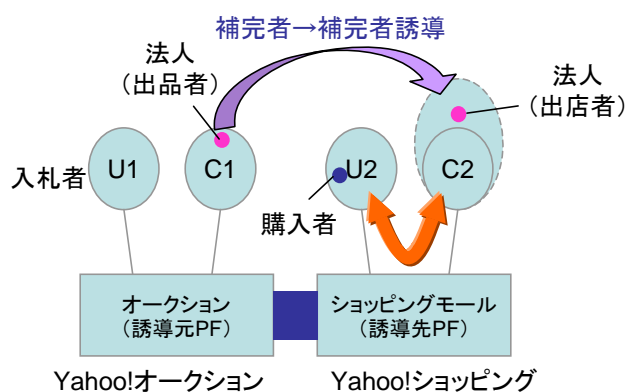 補完者→補完者誘導
法人
（出品者）
法人
（出店者）
入札者
U1
C1
U2
C2
購入者
オークション
（誘導元PF）
ショッピングモール
（誘導先PF）
Yahoo!オークション
Yahoo!ショッピング